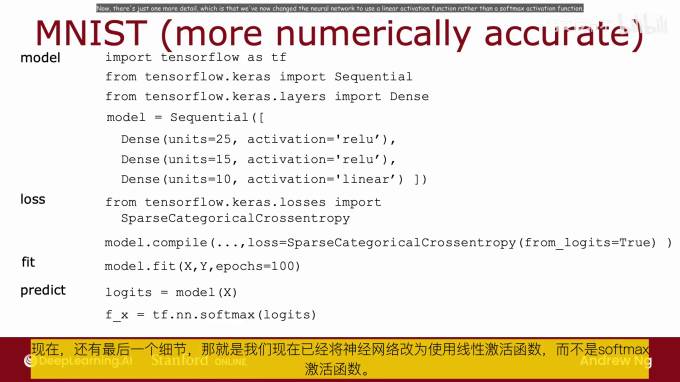 Now, there's just one more detail, which is that we've now changed the neural network to use a linear activation function rather than a softmax activation function.
MNIST (more numerically accurate)
model
import tensorflow as tf
from tensorflow.keras import Sequential
from tensorflow.keras.layers import Dense
model = Sequential([
Dense(units=25, activation='relu’),
Dense(units=15, activation='relu’),
Dense(units=10, activation='linear’) ])
loss
from tensorflow.keras.losses import
SparseCategoricalCrossentropy
model.compile(...,loss=SparseCategoricalCrossentropy(from_logits=True) )
fit
model.fit(X,Y,epochs=100)
predict
logits = model(X)
f_x = tf.nn.softmax(logits)
DeepLearning.AI
Stanford ONLINE
Andrew Ng
现在，还有最后一个细节，那就是我们现在已经将神经网络改为使用线性激活函数，而不是softmax
激活函数。